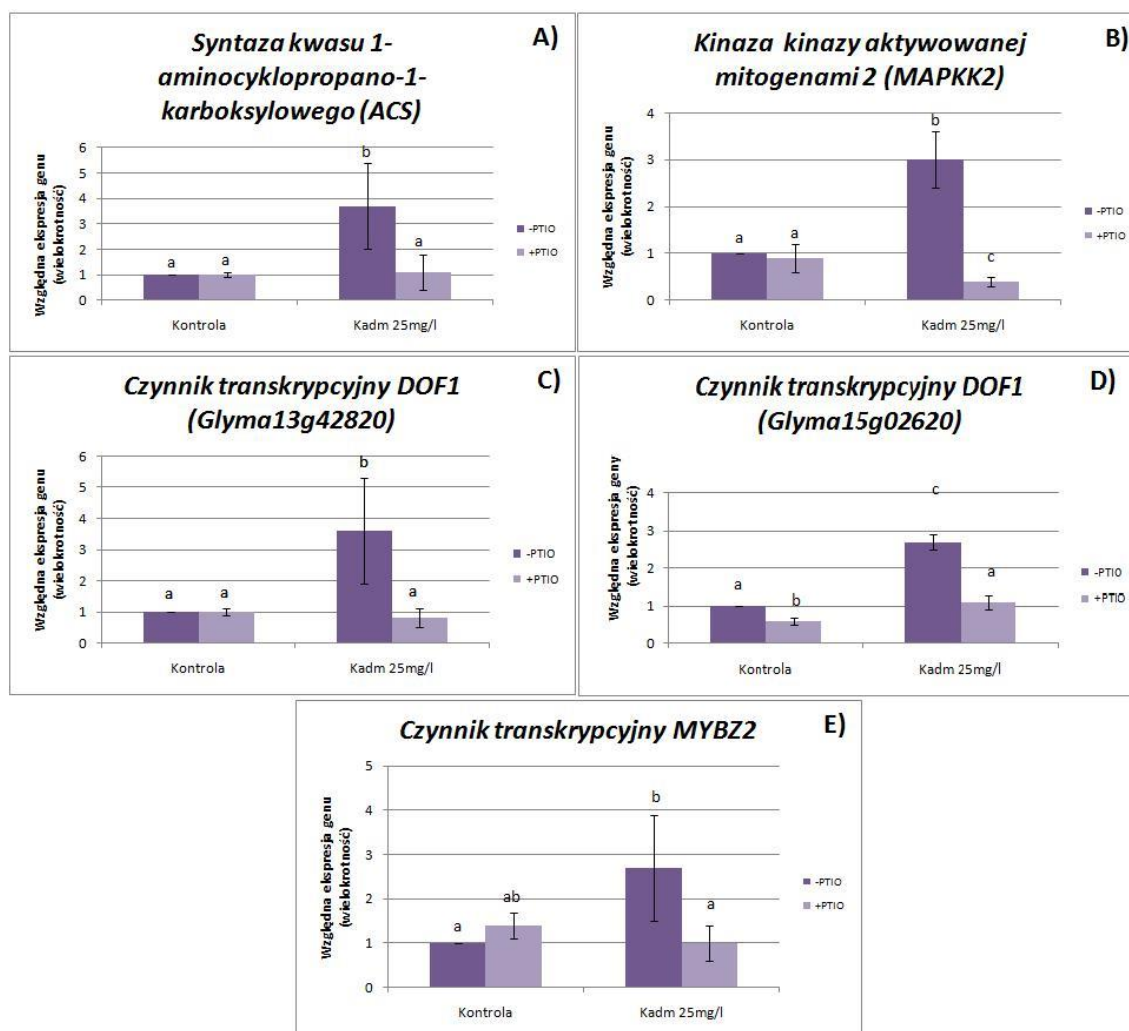 Syntaza kwasu 1-
aminocyklopropano-1-
karboksylowego (ACS)
A)
Względna ekspresja genu
(wielokrotność)
6
5
4
3
2
1
0
a
a
b
a
Kontrola
Kadm 25mg/l
-PTIO
+PTIO
Kinaza kinazy aktywowanej
mitogenami 2 (MAPKK2)
B)
Względna ekspresja genu
(wielokrotność)
4
3
2
1
0
a
a
b
c
Kontrola
Kadm 25mg/l
-PTIO
+PTIO
Czynnik transkrypcyjny DOF1
(Glyma13g42820)
C)
Względna ekspresja genu
(wielokrotność)
6
5
4
3
2
1
0
a
a
b
a
Kontrola
Kadm 25mg/l
-PTIO
+PTIO
Czynnik transkrypcyjny DOF1
(Glyma15g02620)
D)
Względna ekspresja geny
(wielokrotność)
4
3
2
1
0
a
b
c
a
Kontrola
Kadm 25mg/l
-PTIO
+PTIO
Czynnik transkrypcyjny MYBZ2
E)
Względna ekspresja genu
(wielokrotność)
5
4
3
2
1
0
a
ab
b
a
Kontrola
Kadm 25mg/l
-PTIO
+PTIO